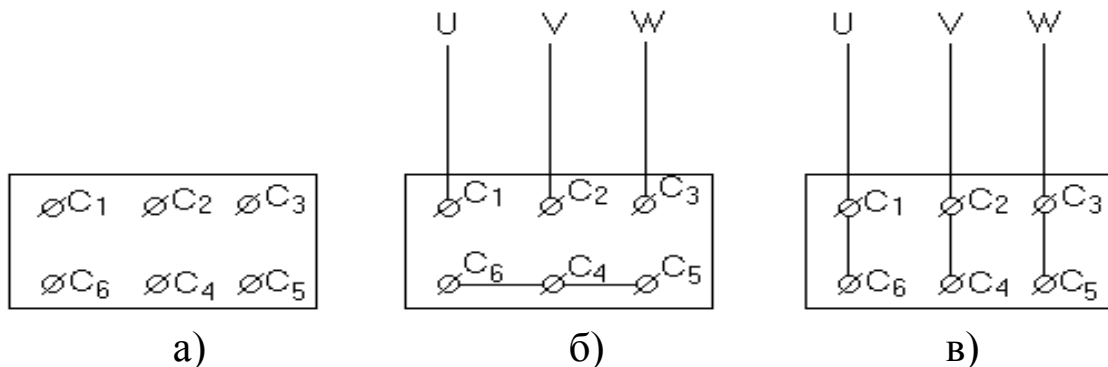 U V W U V W
C1 C2 C3 C1 C2 C3 C1 C2 C3
C6 C4 C5 C6 C4 C5 C6 C4 C5
а) б) в)